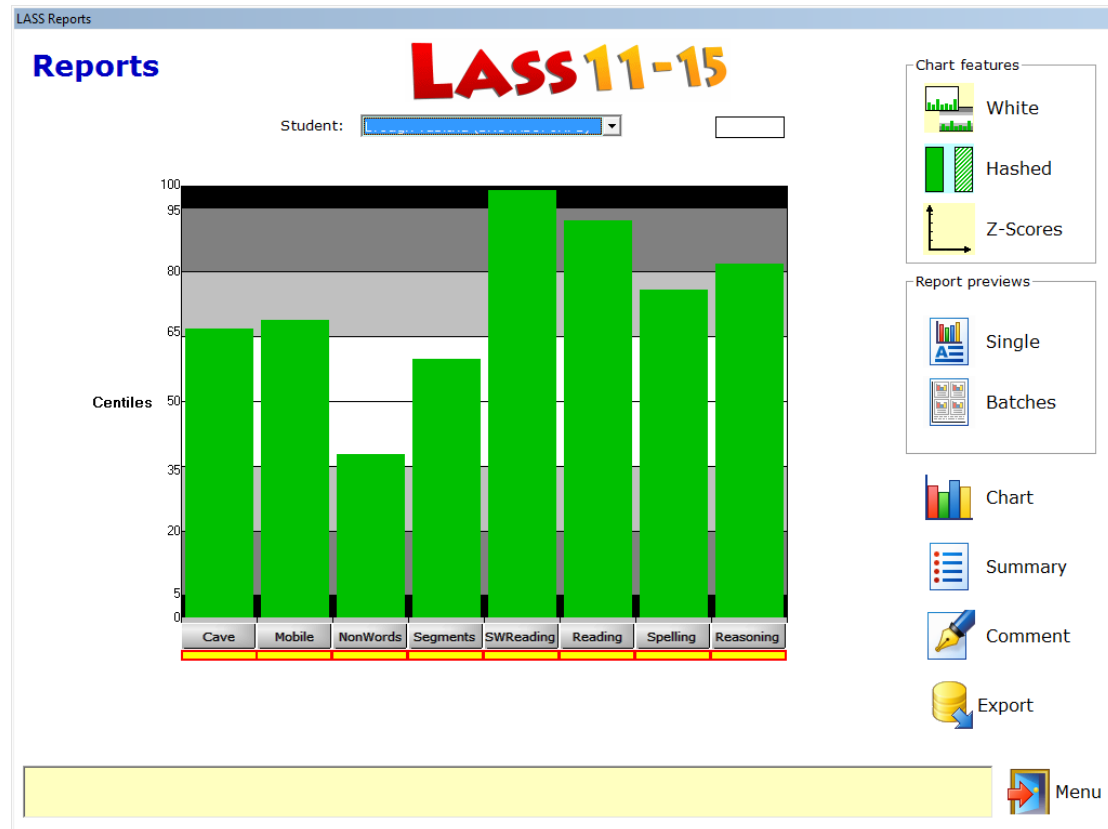 LASS Reports
Reports
LASS 11-15
Student:
Chart features
White
Hashed
Z-Scores
Report previews
Single
Batches
Chart
Summary
Comment
Export
Menu
Centiles
100
95
80
65
50
35
20
5
0
Cave Mobile NonWords Segments SWReading Reading Spelling Reasoning